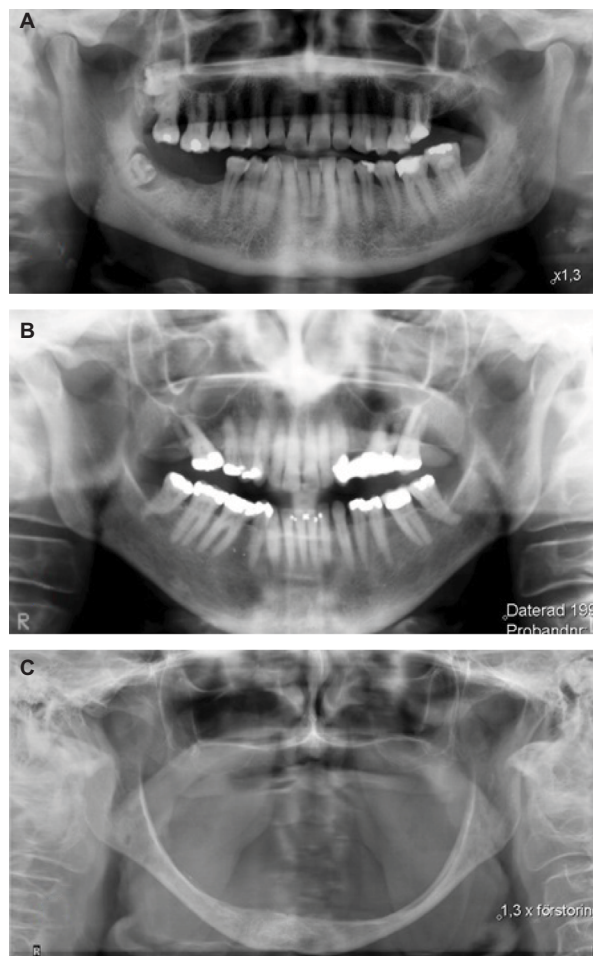 A
x1,3
B
R
Daterad 199
Probandnr
C
1,3 x förstorin
R